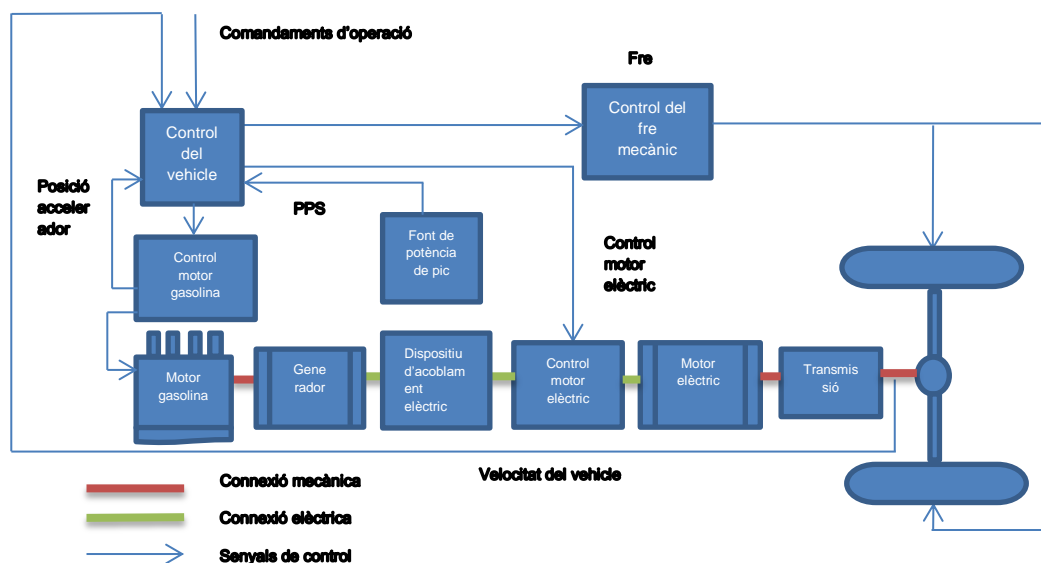 Comandaments d'operació
Fre
Control
del
vehicle
Control del
fre
mecànic
Posició
acceler
ador
PPS
Font de
potència
de pic
Control
motor
gasolina
Control
motor
elèctric
Motor
gasolina
Gene
rador
Dispositiu
d'acoblam
ent
elèctric
Control
motor
elèctric
Motor
elèctric
Transmis
sió
Velocitat del vehicle
Connexió mecànica
Connexió elèctrica
Senyals de control